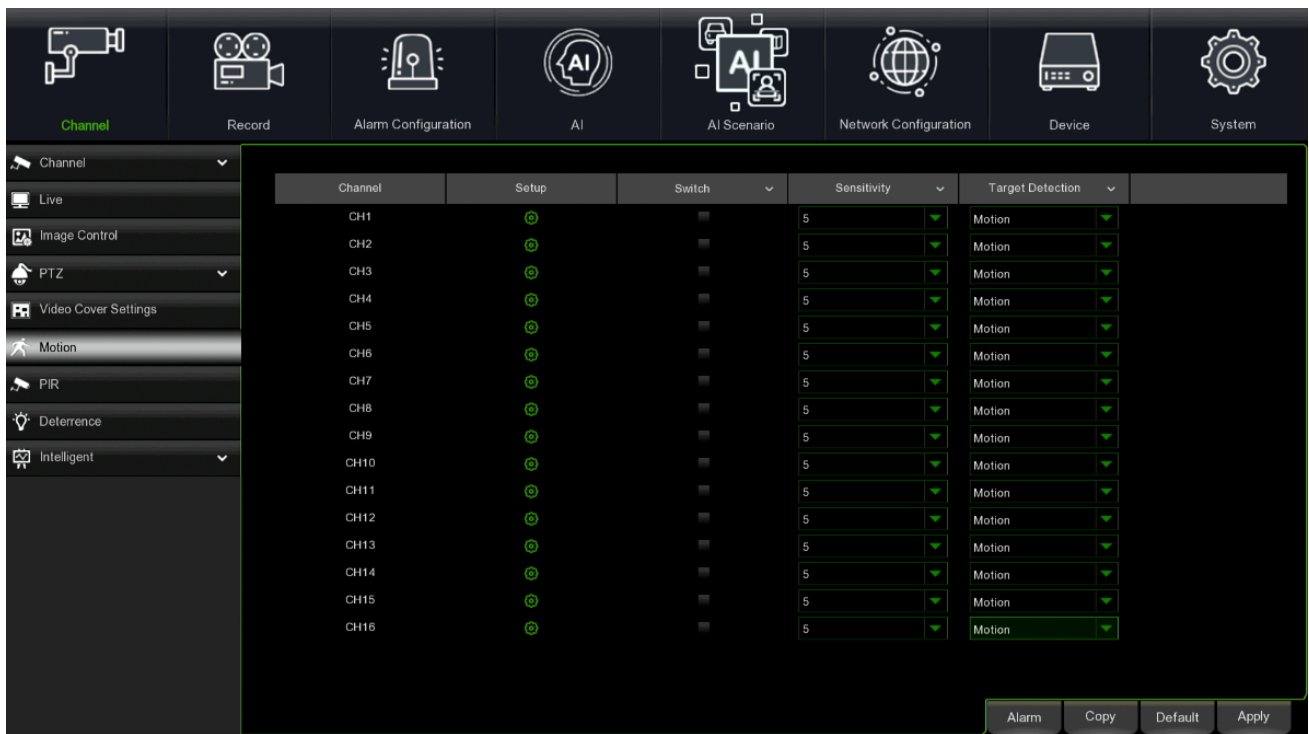 AI
AI
Channel Record Alarm Configuration AI AI Scenario Network Configuration Device System
Channel
Live
Image Control
PTZ
Video Cover Settings
Motion
PIR
Deterrence
Intelligent
Channel Setup Switch Sensitivity Target Detection
CH1 5 Motion
CH2 5 Motion
CH3 5 Motion
CH4 5 Motion
CH5 5 Motion
CH6 5 Motion
CH7 5 Motion
CH8 5 Motion
CH9 5 Motion
CH10 5 Motion
CH11 5 Motion
CH12 5 Motion
CH13 5 Motion
CH14 5 Motion
CH15 5 Motion
CH16 5 Motion
Alarm Copy Default Apply